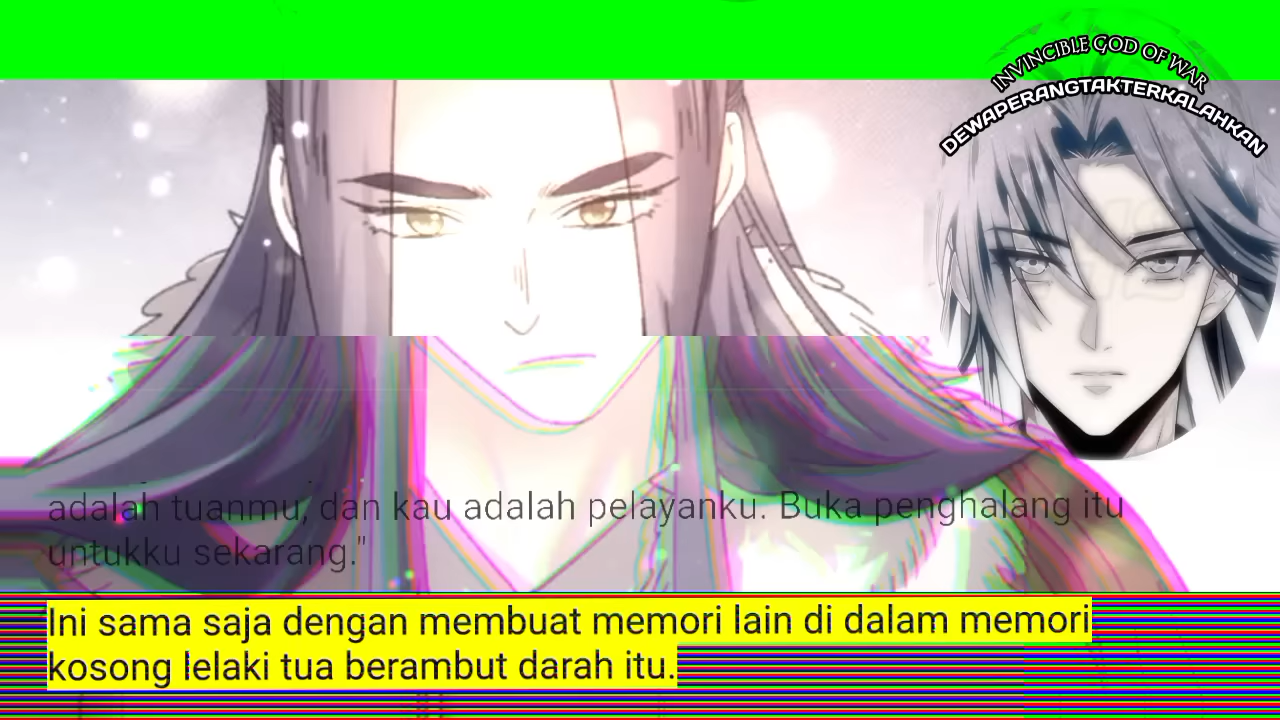 INVINCIBLE GOD OF WAR
DEWAPERANGTAKTERKALAHKAN
adalah tuanmu, dan kau adalah pelayanku. Buka penghalang itu
untukku sekarang."
Ini sama saja dengan membuat memori lain di dalam memori
kosong lelaki tua berambut darah itu.